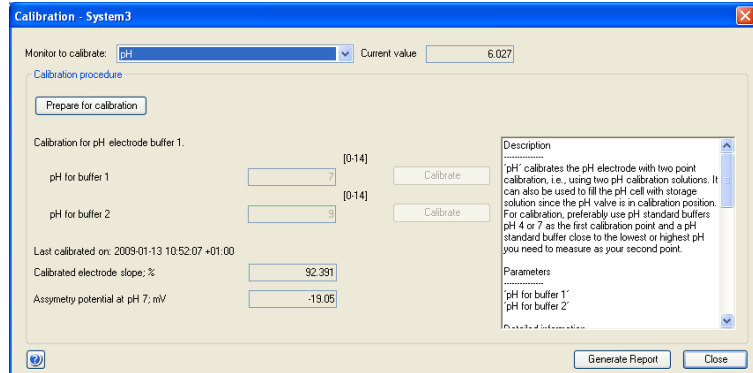 Calibration - System3
Monitor to calibrate: pH Current value 6.027
Calibration procedure
Prepare for calibration
Calibration for pH electrode buffer 1.
[0-14]
pH for buffer 1 7 Calibrate
[0-14]
pH for buffer 2 9 Calibrate
Last calibrated on: 2009-01-13 10:52:07 +01:00
Calibrated electrode slope; % 92.391
Assymetry potential at pH 7; mV -19.05
Description
---------------
'pH' calibrates the pH electrode with two point
calibration, i.e., using two pH calibration solutions. It
can also be used to fill the pH cell with storage
solution since the pH valve is in calibration position.
For calibration, preferably use pH standard buffers
pH 4 or 7 as the first calibration point and a pH
standard buffer close to the lowest or highest pH
you need to measure as your second point.
Parameters
---------------
'pH for buffer 1'
'pH for buffer 2'
Detailed information
?
Generate Report Close